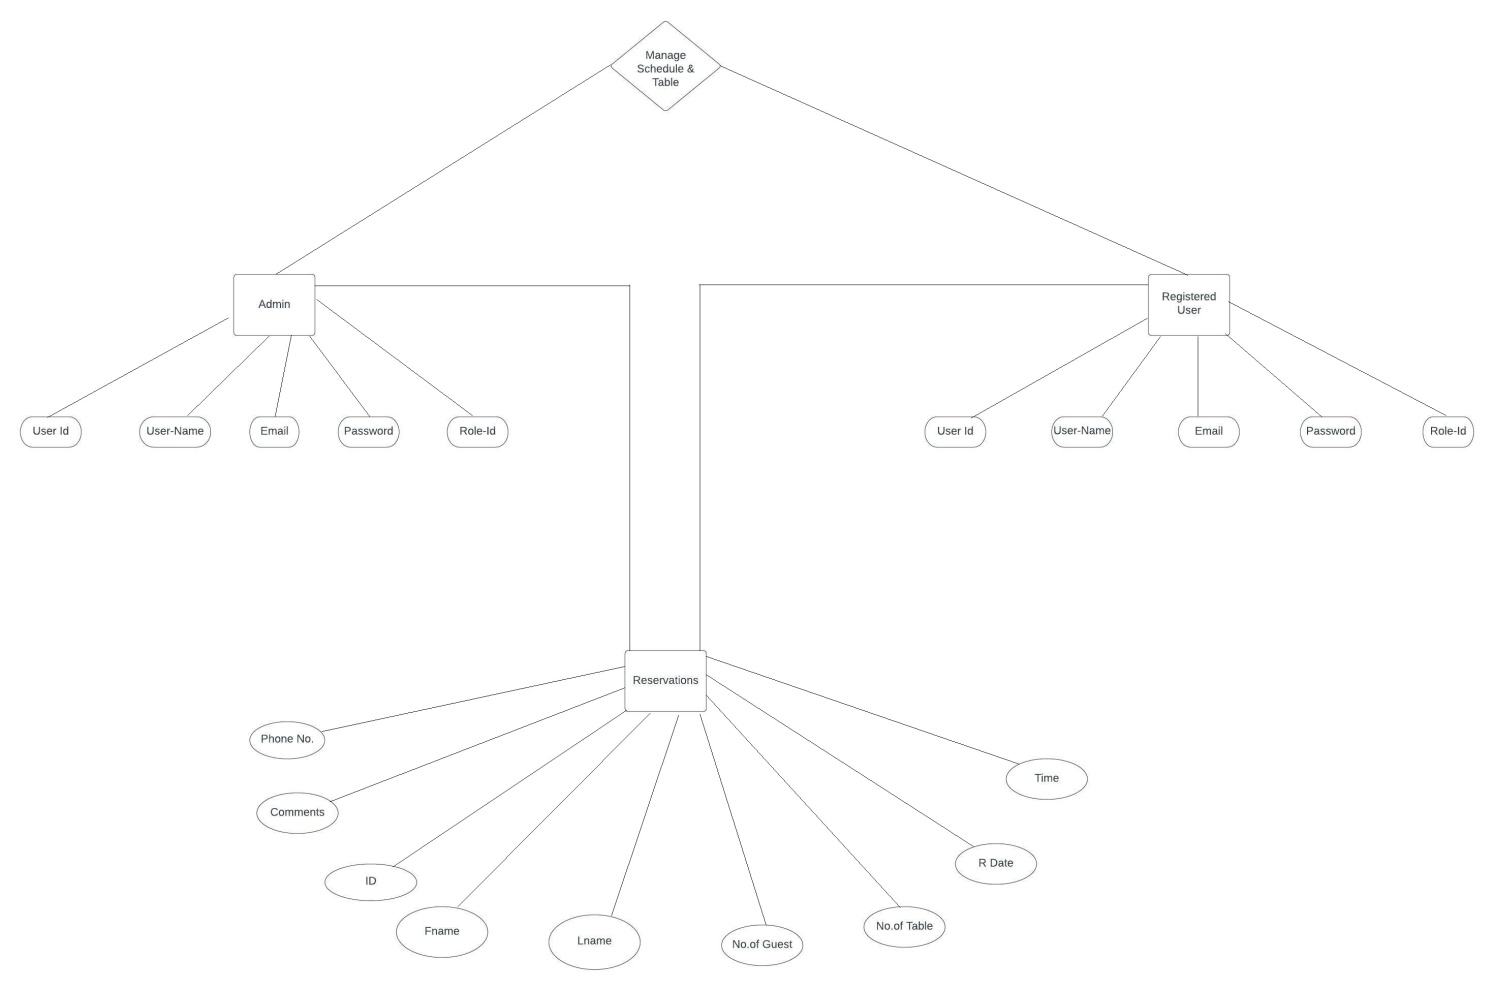 Manage
Schedule &
Table
Admin
Registered
User
User Id
User-Name
Email
Password
Role-Id
User Id
User-Name
Email
Password
Role-Id
Reservations
Phone No.
Comments
ID
Fname
Lname
No.of Guest
No.of Table
R Date
Time